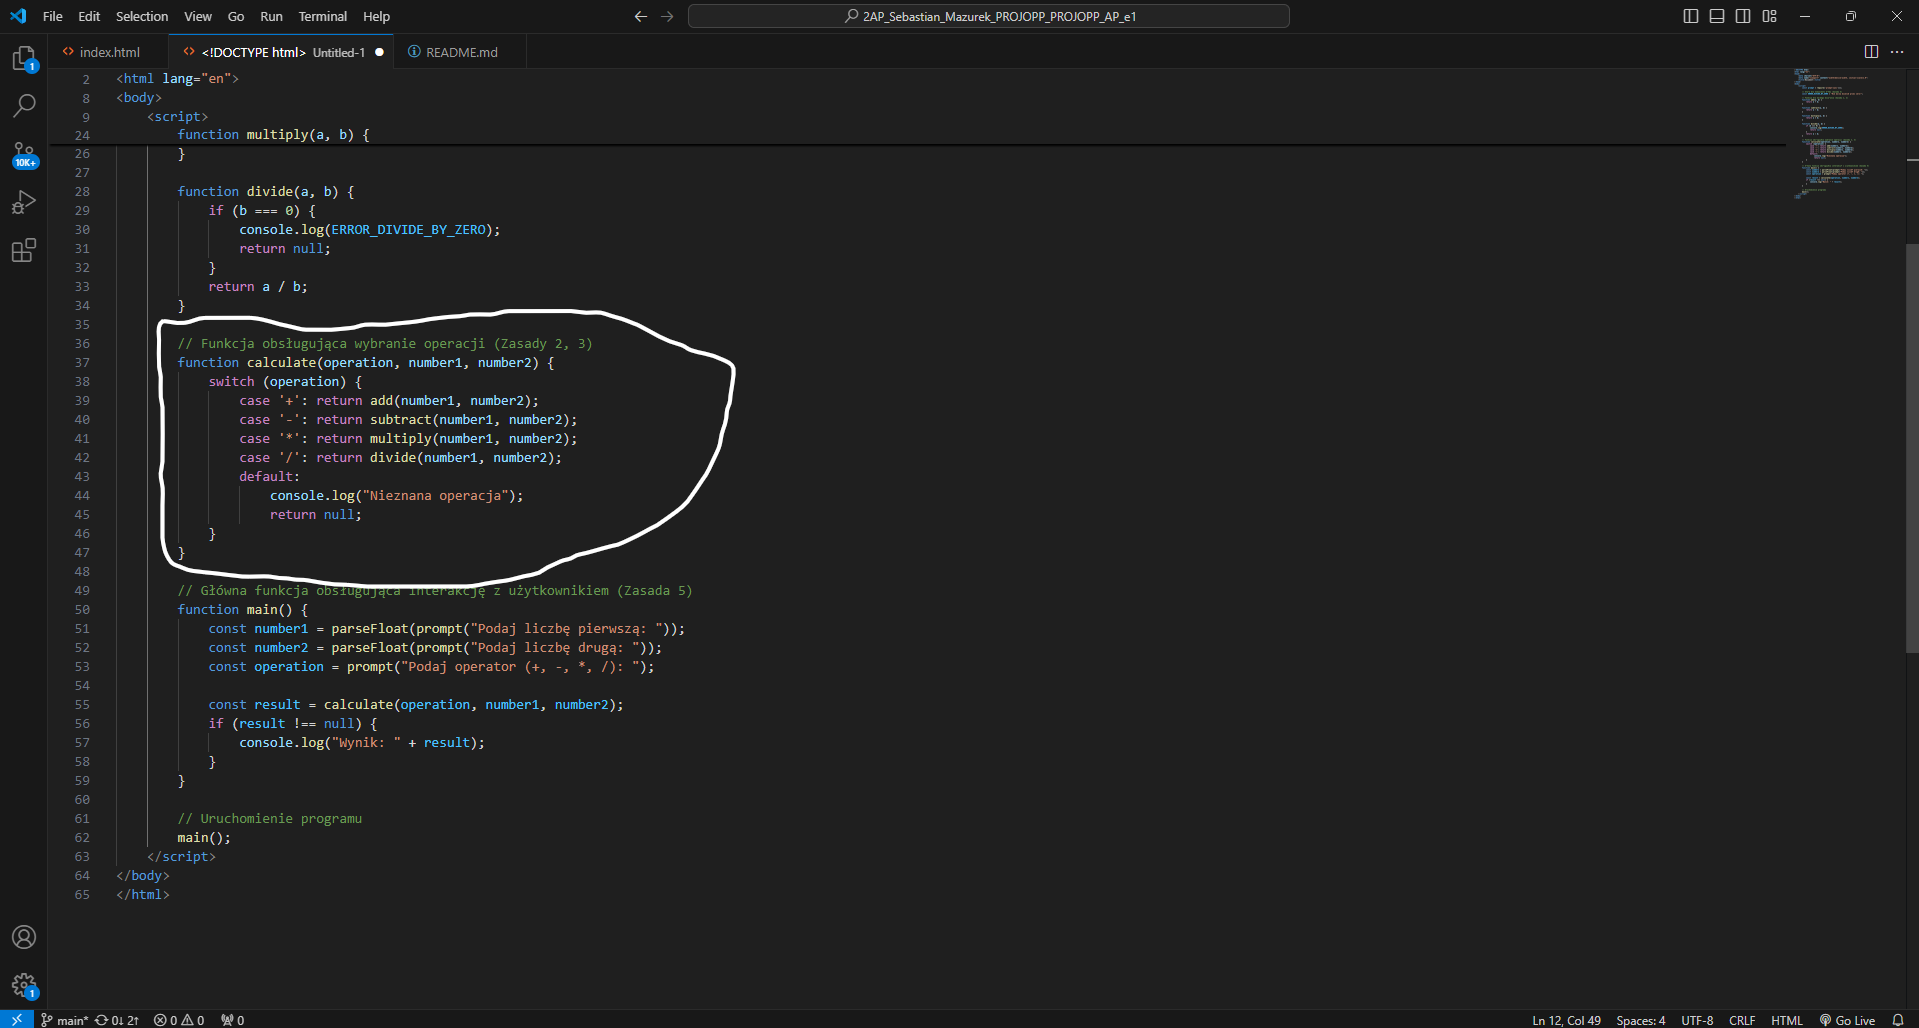 File Edit Selection View Go Run Terminal Help
2AP_Sebastian_Mazurek_PROJOPP_PROJOPP_AP_e1
index.html
<!DOCTYPE html> Untitled-1
README.md
1
10K+
2 <html lang="en">
8 <body>
9 <script>
24 function multiply(a, b) {
26 }
27
28 function divide(a, b) {
29 if (b === 0) {
30 console.log(ERROR_DIVIDE_BY_ZERO);
31 return null;
32 }
33 return a / b;
34 }
35
36 // Funkcja obsługująca wybranie operacji (Zasady 2, 3)
37 function calculate(operation, number1, number2) {
38 switch (operation) {
39 case '+': return add(number1, number2);
40 case '-': return subtract(number1, number2);
41 case '*': return multiply(number1, number2);
42 case '/': return divide(number1, number2);
43 default:
44 console.log("Nieznana operacja");
45 return null;
46 }
47 }
48
49 // Główna funkcja obsługująca interakcję z użytkownikiem (Zasada 5)
50 function main() {
51 const number1 = parseFloat(prompt("Podaj liczbę pierwszą: "));
52 const number2 = parseFloat(prompt("Podaj liczbę drugą: "));
53 const operation = prompt("Podaj operator (+, -, *, /): ");
54
55 const result = calculate(operation, number1, number2);
56 if (result !== null) {
57 console.log("Wynik: " + result);
58 }
59 }
60
61 // Uruchomienie programu
62 main();
63 </script>
64 </body>
65 </html>
1
main* 0↓ 2↑ 0 0 0
Ln 12, Col 49 Spaces: 4 UTF-8 CRLF HTML Go Live